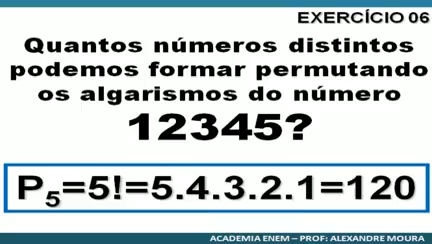 EXERCÍCIO 06
Quantos números distintos
podemos formar permutando
os algarismos do número
12345?
P₅=5!=5.4.3.2.1=120
ACADEMIA ENEM – PROF: ALEXANDRE MOURA